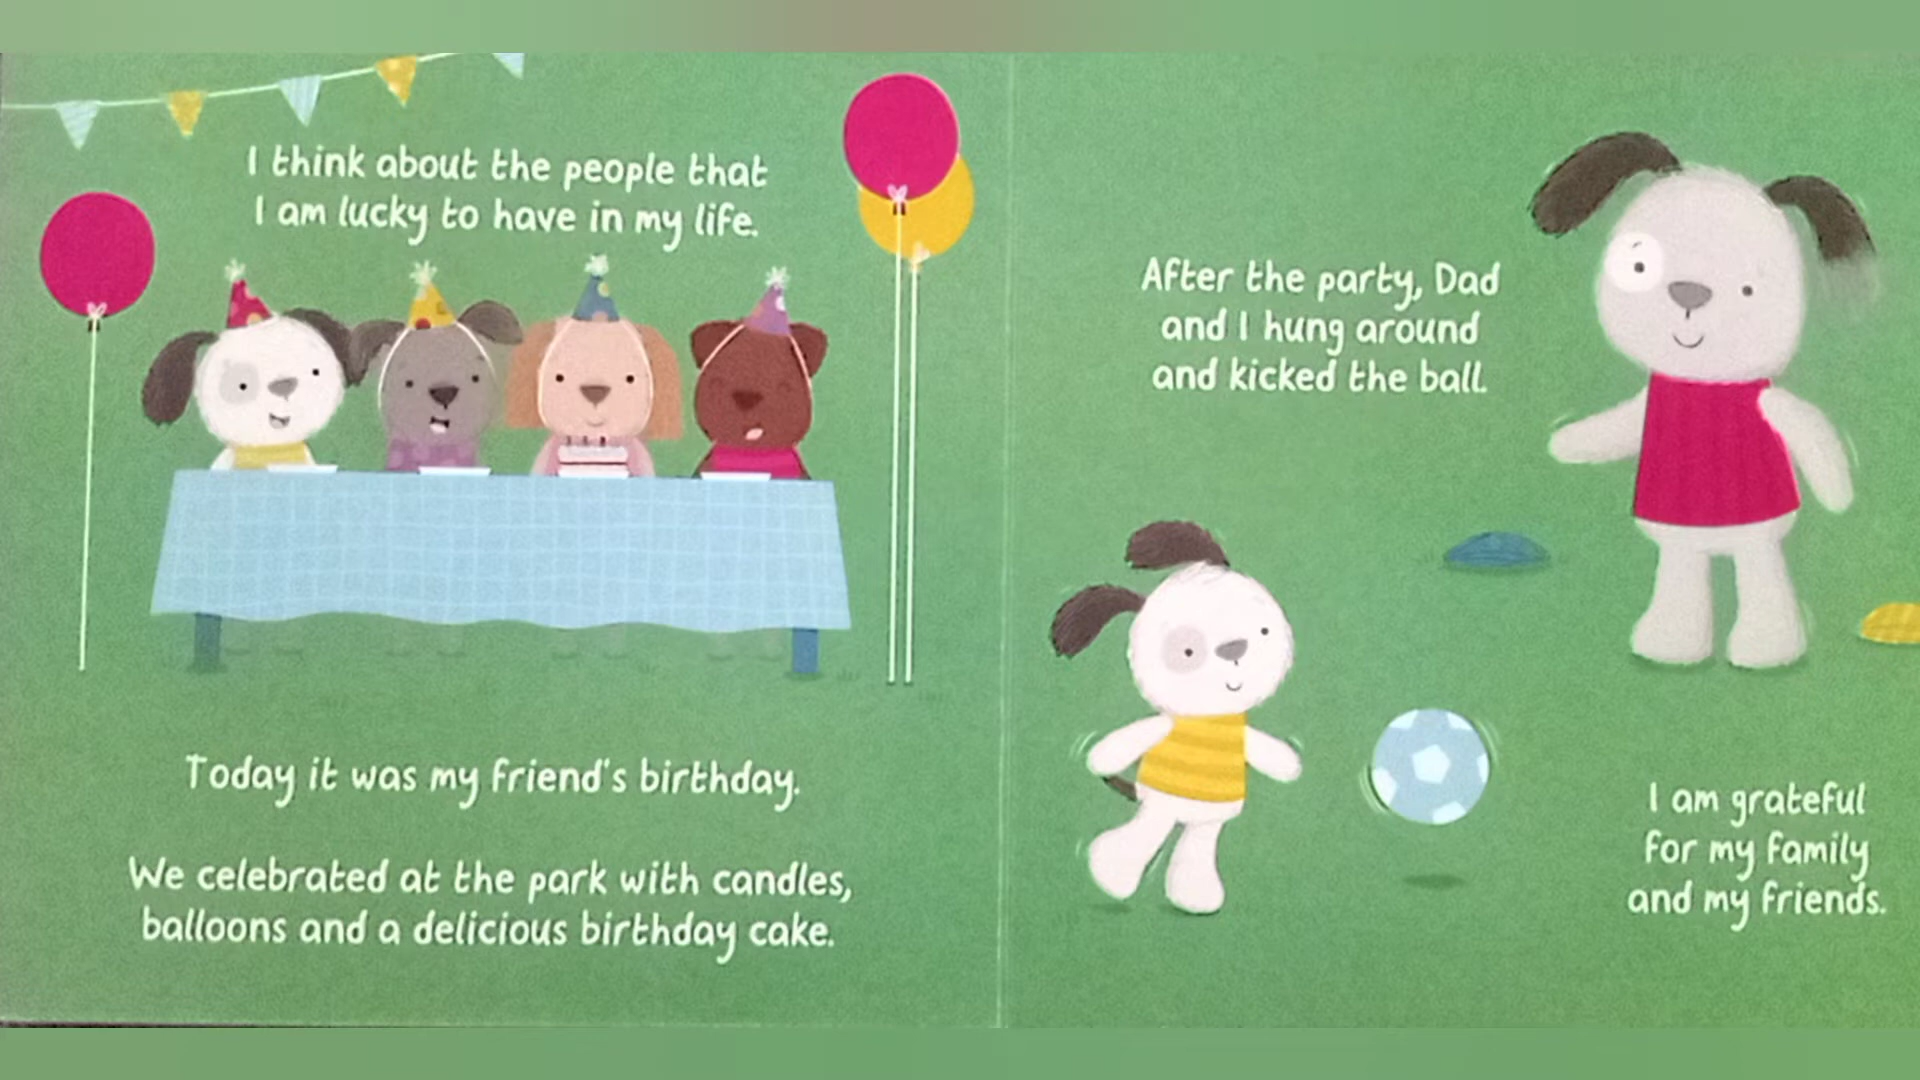 I think about the people that
I am lucky to have in my life.
Today it was my friend's birthday.
We celebrated at the park with candles,
balloons and a delicious birthday cake.
After the party, Dad
and I hung around
and kicked the ball.
I am grateful
for my family
and my friends.